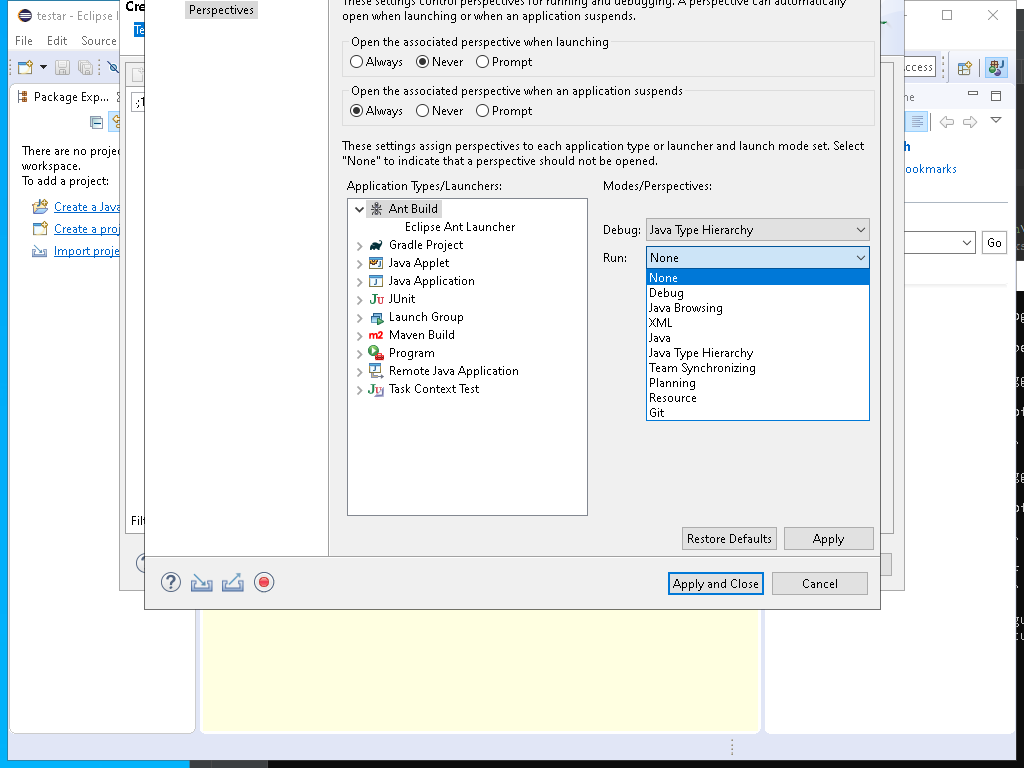 testar - Eclipse
File Edit Source
Package Exp...
There are no
workspace.
To add a project:
Create a Java
Import
Perspectives
These settings control perspectives for running and debugging. A perspective can automatically
open when launching or when an application suspends.
Open the associated perspective when launching
Always Never Prompt
Open the associated perspective when an application suspends
Always Never Prompt
These settings assign perspectives to each application type or launcher and launch mode set. Select
"None" to indicate that a perspective should not be opened.
Application Types/Launchers:
Modes/Perspectives:
Ant Build
Eclipse Ant Launcher
Gradle Project
Java Applet
Java Application
JUnit
Launch Group
Maven Build
Program
Remote Java Application
Task Context Test
Debug: Java Type Hierarchy
Run: None
None
Debug
Java Browsing
XML
Java
Java Type Hierarchy
Team Synchronizing
Planning
Resource
Git
Restore Defaults
Apply
Apply and Close
Cancel
Go